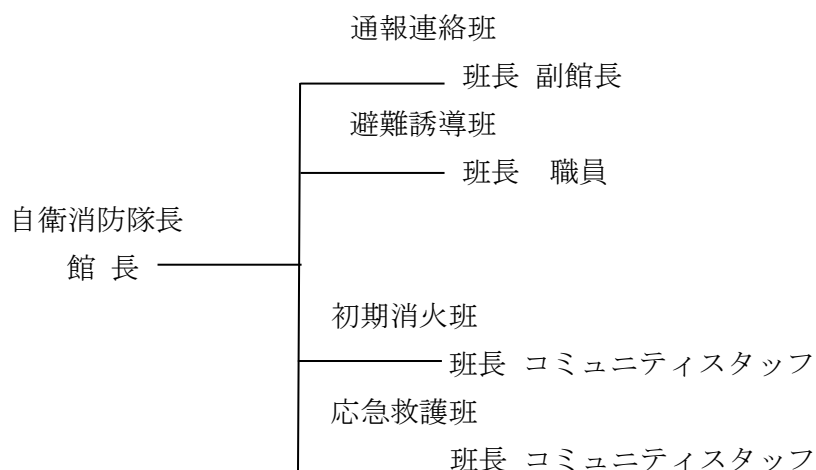 通報連絡班
班長 副館長
避難誘導班
班長 職員
自衛消防隊長
館 長
初期消火班
班長 コミュニティスタッフ
応急救護班
班長 コミュニティスタッフ